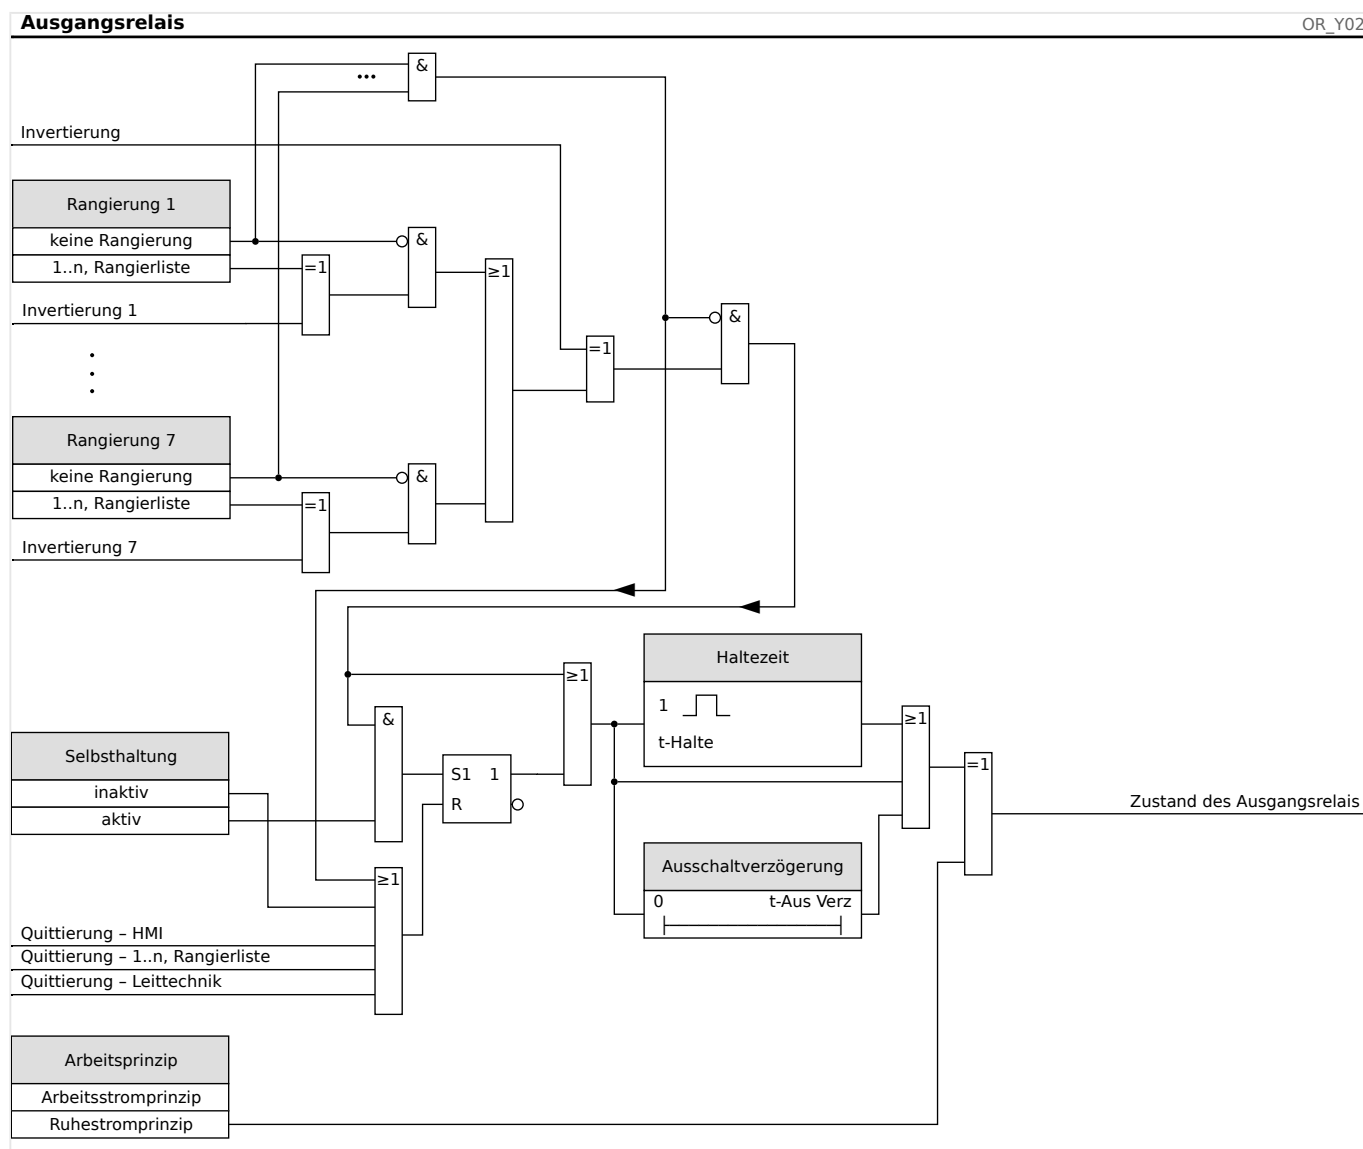 Ausgangsrelais
OR_Y02
&
...
Invertierung
Rangierung 1
keine Rangierung
&
1..n, Rangierliste
=1
≥1
Invertierung 1
&
=1
Rangierung 7
keine Rangierung
&
1..n, Rangierliste
=1
Invertierung 7
Haltezeit
≥1
1
t-Halte
&
≥1
Selbsthaltung
inaktiv
aktiv
S1 1
R
=1
Zustand des Ausgangsrelais
Ausschaltverzögerung
0 t-Aus Verz
≥1
Quittierung – HMI
Quittierung – 1..n, Rangierliste
Quittierung – Leittechnik
Arbeitsprinzip
Arbeitsstromprinzip
Ruhestromprinzip